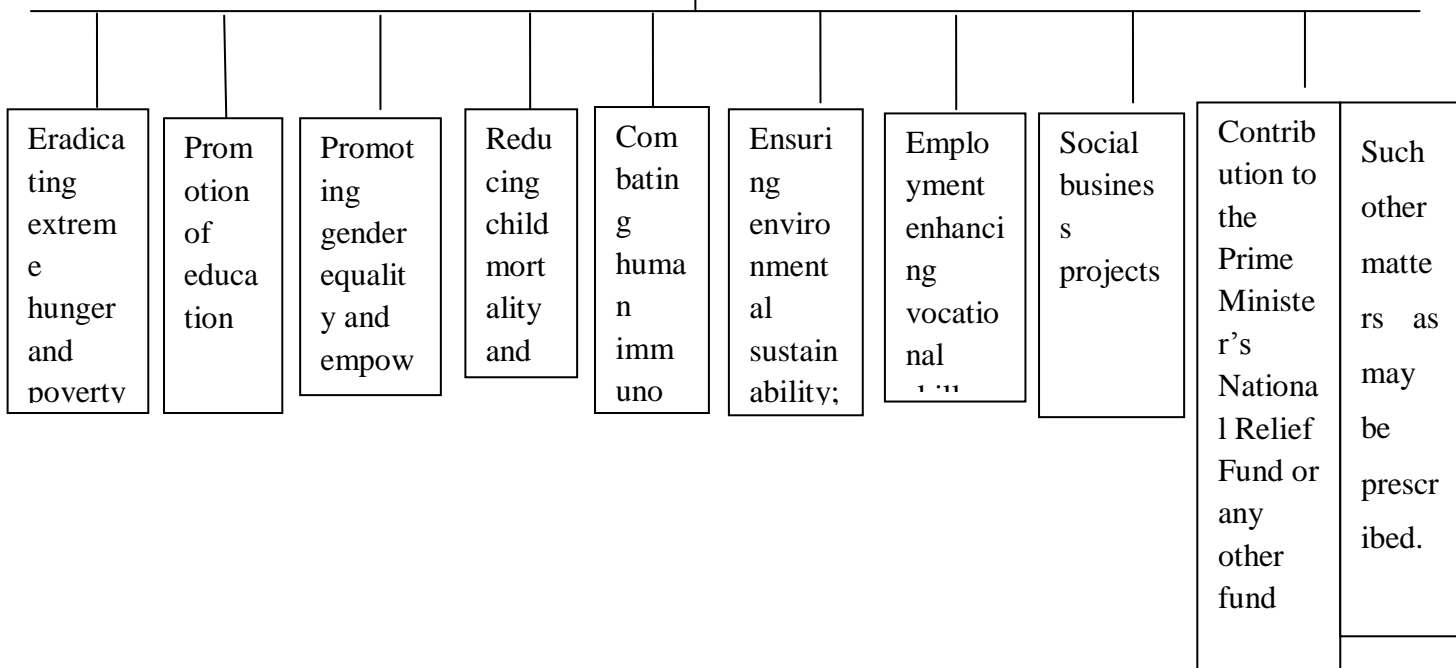 Eradica
ting
extrem
e
hunger
and
poverty
Prom
otion
of
educa
tion
Promot
ing
gender
equalit
y and
empow
Redu
cing
child
mort
ality
and
Com
batin
g
huma
n
imm
uno
Ensuri
ng
enviro
nment
al
sustain
ability;
Emplo
yment
enhanci
ng
vocatio
nal
Social
busines
s
projects
Contrib
ution to
the
Prime
Ministe
r’s
Nationa
l Relief
Fund or
any
other
fund
Such
other
matte
rs as
may
be
prescr
ibed.